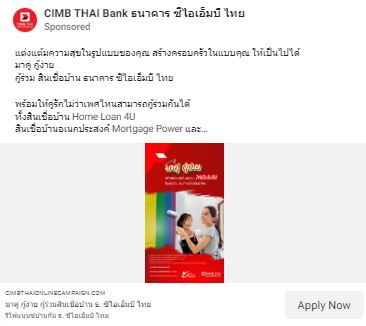 CIMB THAI Bank ธนาคาร ซีไอเอ็มบี ไทย
Sponsored
แต่งแต้มความสุขในรูปแบบของคุณ สร้างครอบครัวในแบบคุณ ให้เป็นไปได้
มาคู่ กู้ง่าย
กู้ร่วม สินเชื่อบ้าน ธนาคาร ซีไอเอ็มบี ไทย
พร้อมให้คู่รักไม่ว่าเพศไหนสามารถกู้ร่วมกันได้
ทั้งสินเชื่อบ้าน Home Loan 4U
สินเชื่อบ้านอเนกประสงค์ Mortgage Power และ...
มาคู่ กู้ง่าย
CIMBTHAIONLINECAMPAIGN.COM
มาคู่ กู้ง่าย กู้ร่วมสินเชื่อบ้าน ธ. ซีไอเอ็มบี ไทย
รีไฟแนนซ์บ้านกับ ธ. ซีไอเอ็มบี ไทย
Apply Now